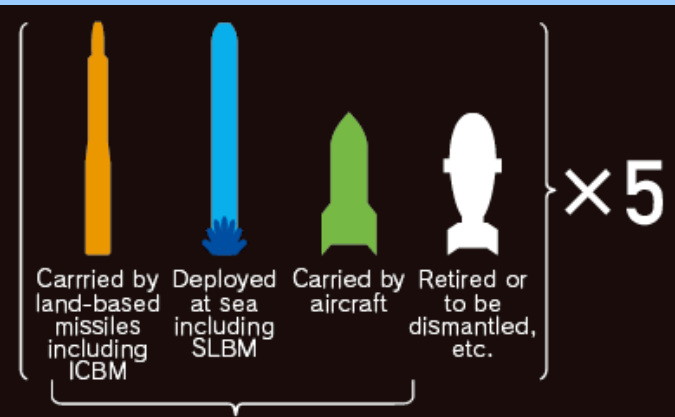 Carrried by
land-based
missiles
including
ICBM
Deployed
at sea
including
SLBM
Carried by
aircraft
Retired or
to be
dismantled,
etc.
×5